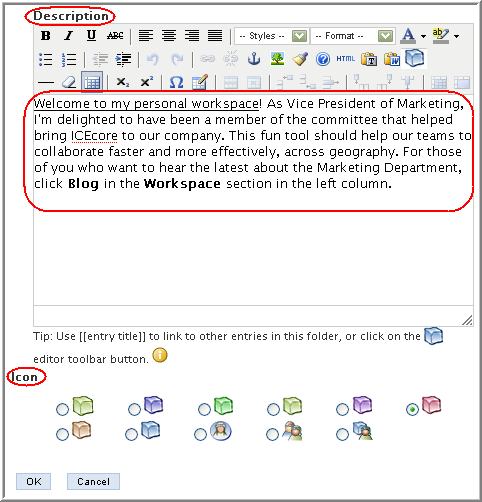 Description
B I U ABC -- Styles -- -- Format -- A ab
HTML T W
x₂ x² Ω
Welcome to my personal workspace! As Vice President of Marketing,
I'm delighted to have been a member of the committee that helped
bring ICEcore to our company. This fun tool should help our teams to
collaborate faster and more effectively, across geography. For those
of you who want to hear the latest about the Marketing Department,
click Blog in the Workspace section in the left column.
Tip: Use [[entry title]] to link to other entries in this folder, or click on the
editor toolbar button.
Icon
OK Cancel